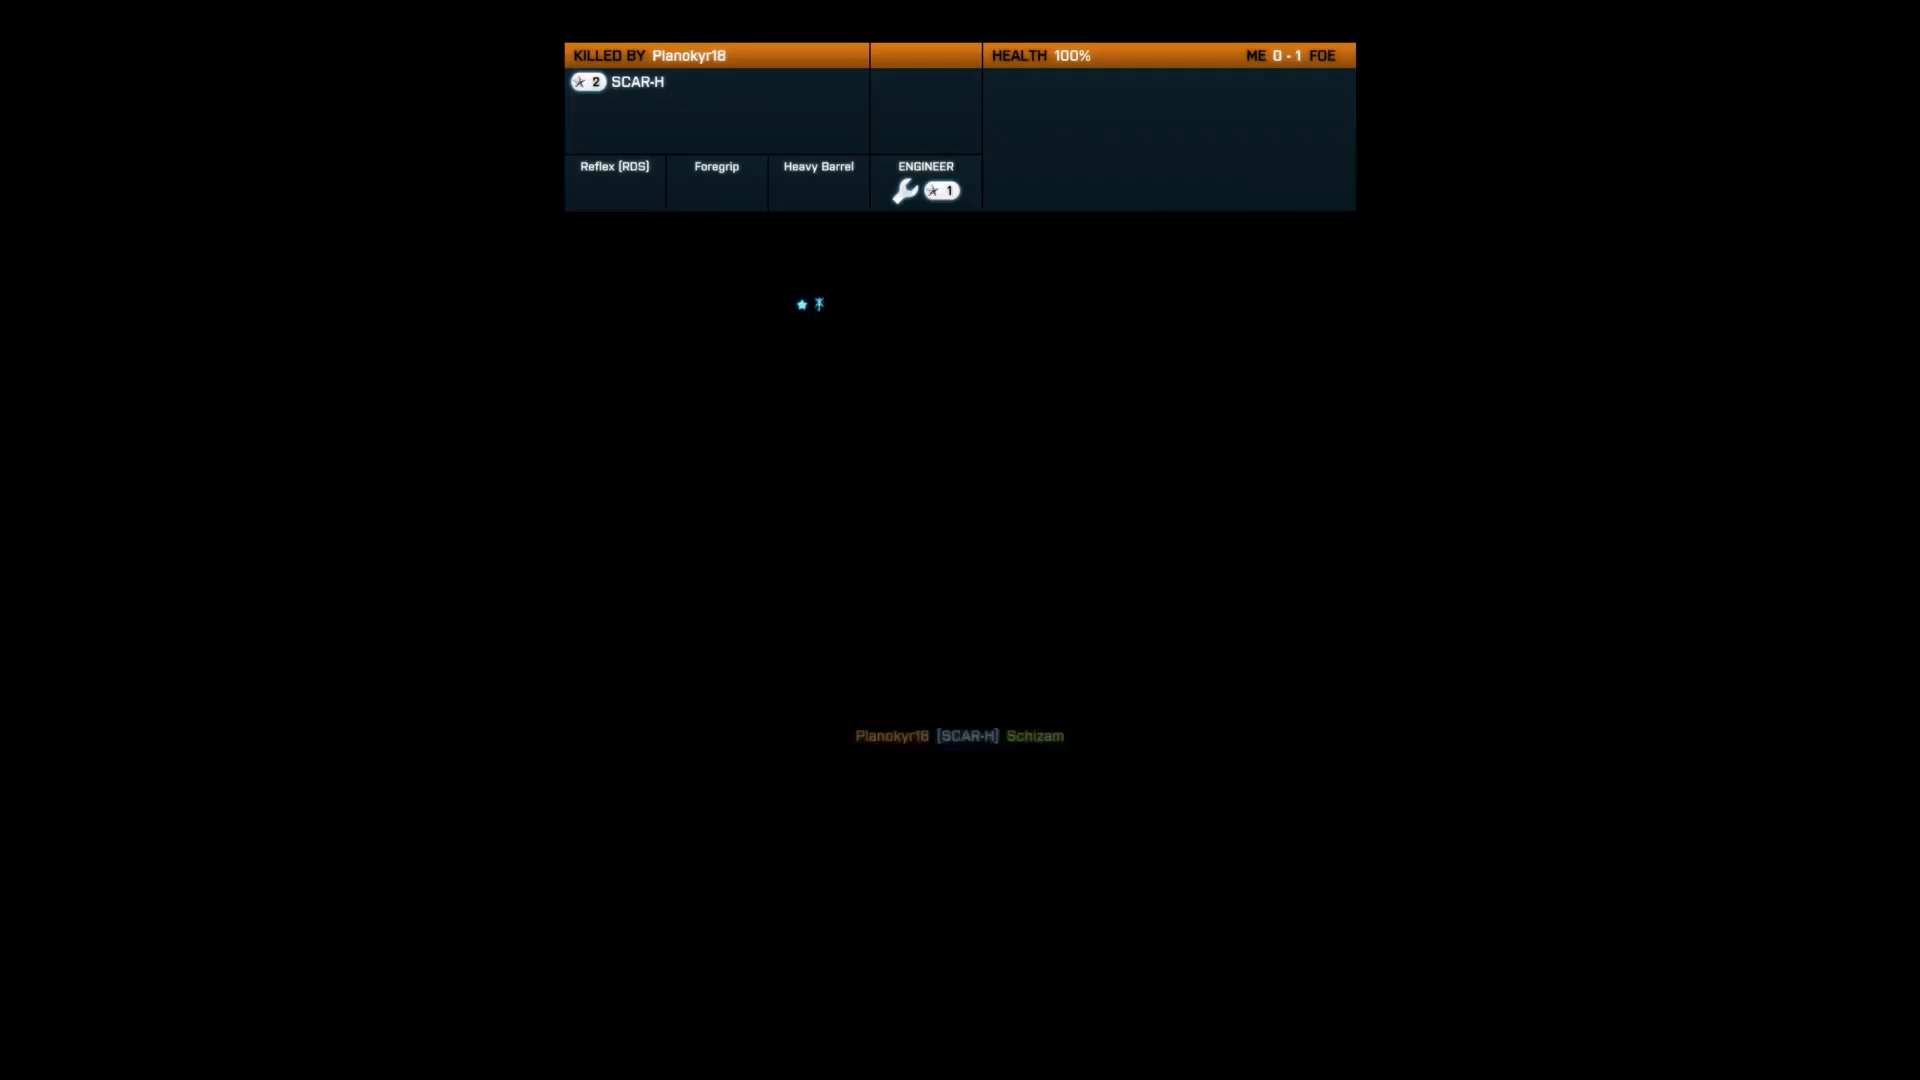 KILLED BY Planokyr18
HEALTH 100% ME 0 - 1 FOE
2 SCAR-H
Reflex (RDS) Foregrip Heavy Barrel ENGINEER
1
Planokyr18 [SCAR-H] Schizam